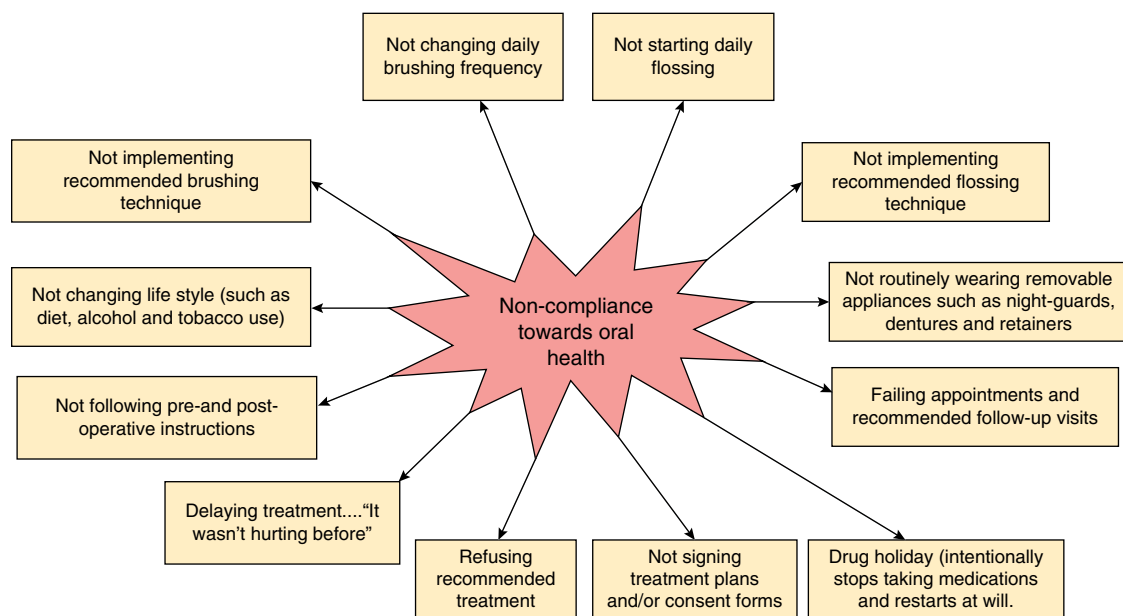 Not changing daily
brushing frequency
Not starting daily
flossing
Not implementing
recommended brushing
technique
Not implementing
recommended flossing
technique
Non-compliance
towards oral
health
Not changing life style (such as
diet, alcohol and tobacco use)
Not routinely wearing removable
appliances such as night-guards,
dentures and retainers
Not following pre-and post-
operative instructions
Failing appointments and
recommended follow-up visits
Delaying treatment....“It
wasn’t hurting before”
Refusing
recommended
treatment
Not signing
treatment plans
and/or consent forms
Drug holiday (intentionally
stops taking medications
and restarts at will.